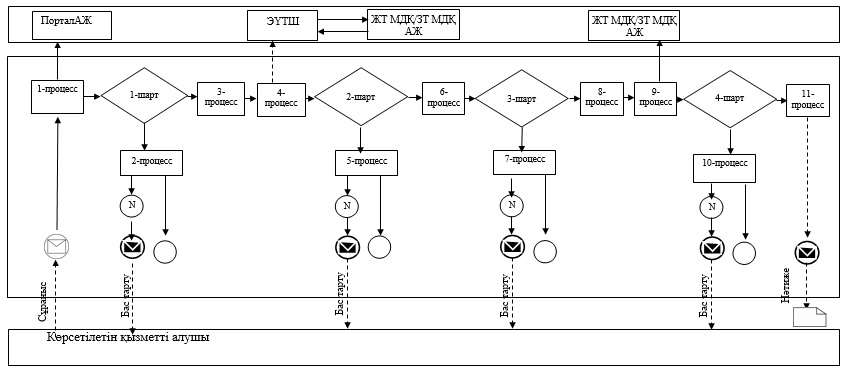 ПорталАЖ
ЭҮТШ
ЖТ МДҚ/ЗТ МДҚ
АЖ
ЖТ МДҚ/ЗТ МДҚ
АЖ
1-процесс
1-шарт
3-
процесс
4-
процесс
2-шарт
6-
процесс
3-шарт
8-
процесс
9-
процесс
4-шарт
11-
процесс
2-процесс
5-процесс
7-процесс
10-процесс
N
N
N
N
Сұраныс
Бас тарту
Бас тарту
Бас тарту
Бас тарту
Нәтиже
Көрсетілетін қызметті алушы